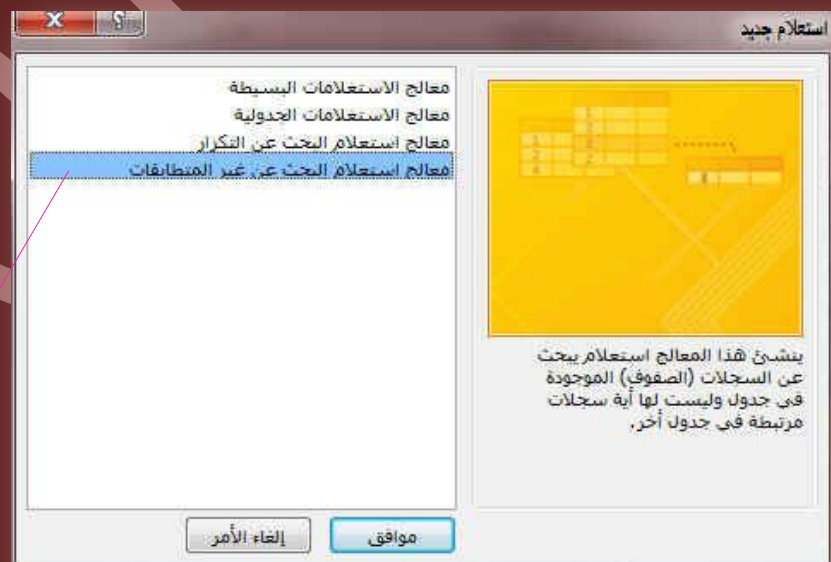 استعلام جديد
معالج الاستعلامات البسيطة
معالج الاستعلامات الجدولية
معالج استعلام البحث عن التكرار
معالج استعلام البحث عن غير المتطابقات
ينشئ هذا المعالج استعلام يبحث
عن السجلات (الصفوف) الموجودة
في جدول وليست لها أية سجلات
مرتبطة في جدول أخر.
موافق
إلغاء الأمر